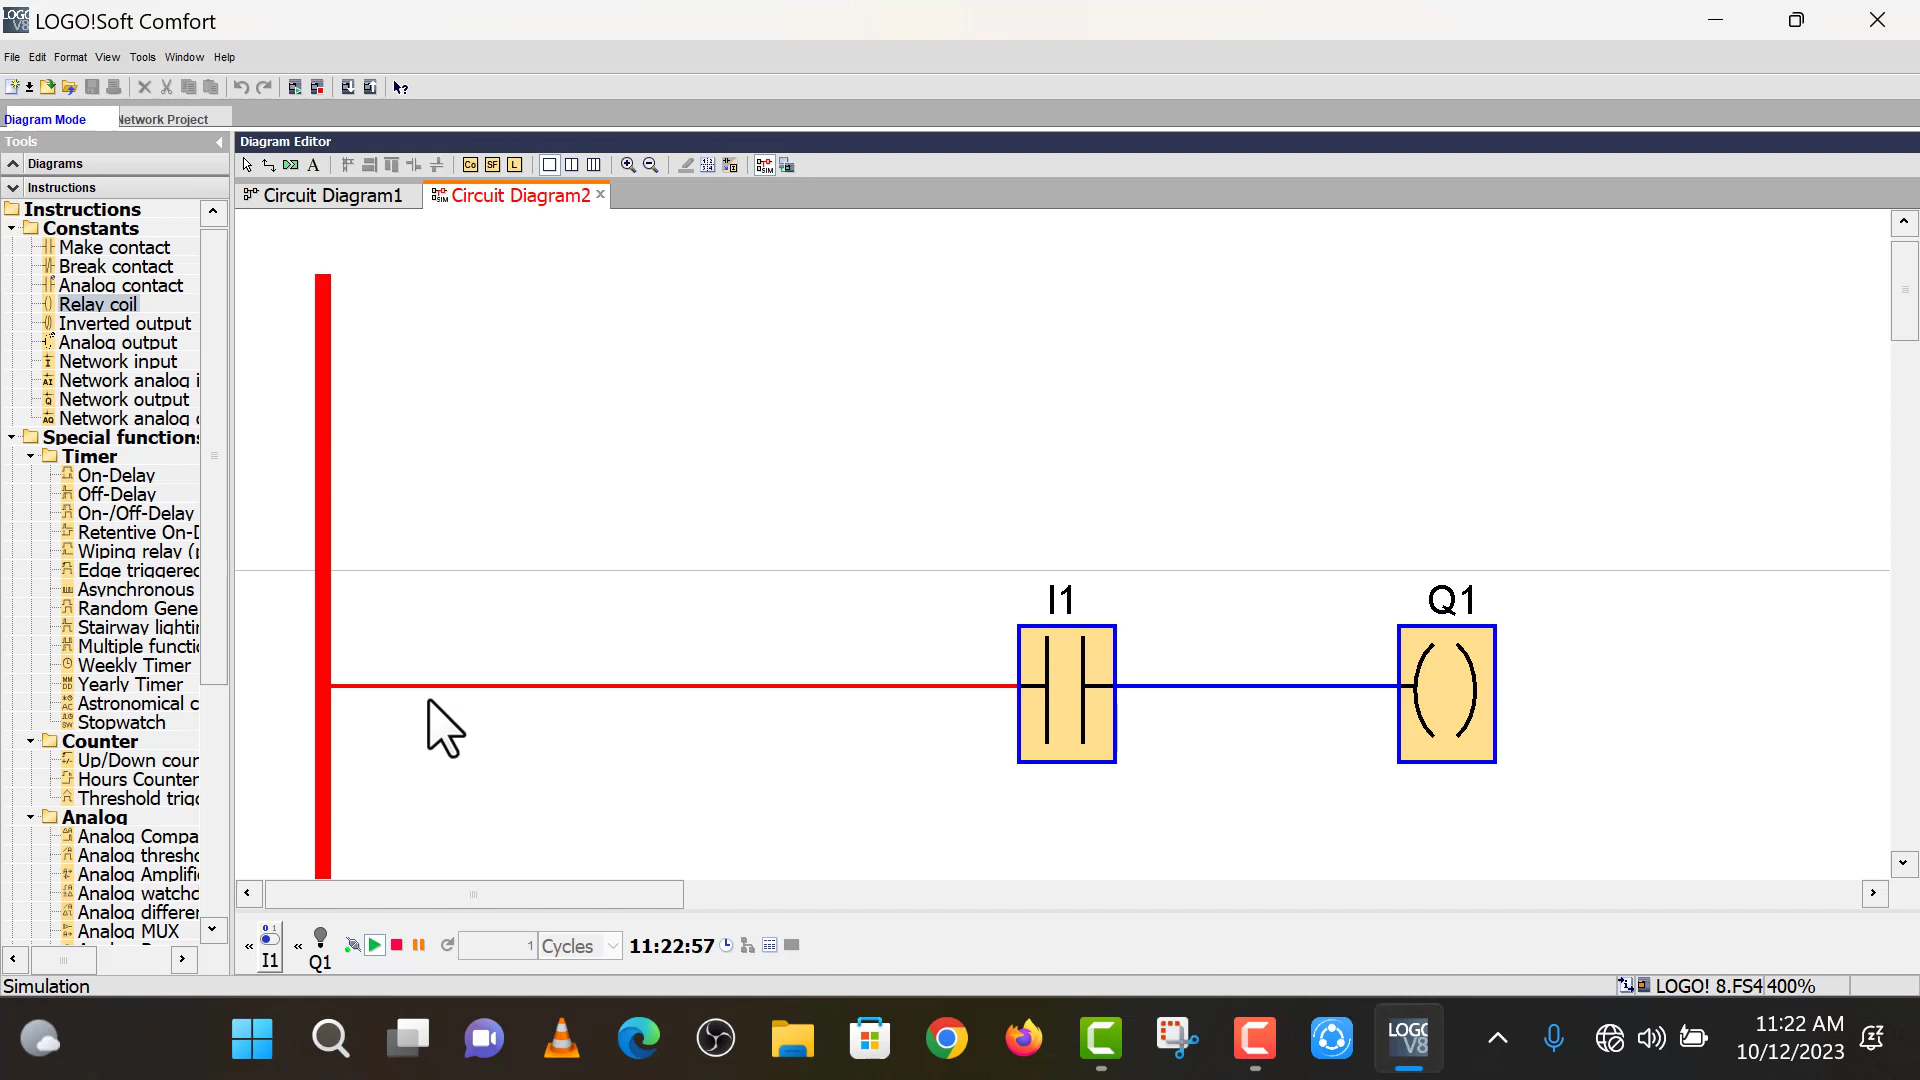 LOGO!Soft Comfort
File Edit Format View Tools Window Help
Diagram Mode
Network Project
Tools
Diagram Editor
Diagrams
Instructions
Circuit Diagram1
Circuit Diagram2
Instructions
Constants
Make contact
Break contact
Analog contact
Relay coil
Inverted output
Analog output
Network input
Network analog i
Network output
Network analog
Special functions
Timer
On-Delay
Off-Delay
On-/Off-Delay
Retentive On-D
Wiping relay (
Edge triggered
Asynchronous
Random Gene
Stairway lightin
Multiple functi
Weekly Timer
Yearly Timer
Astronomical c
Stopwatch
Counter
Up/Down cour
Hours Counter
Threshold trig
Analog
Analog Compa
Analog thresh
Analog Amplifi
Analog watchd
Analog differen
Analog MUX
I1
Q1
I1
Q1
1 Cycles
11:22:57
Simulation
LOGO! 8.FS4 400%
11:22 AM
10/12/2023